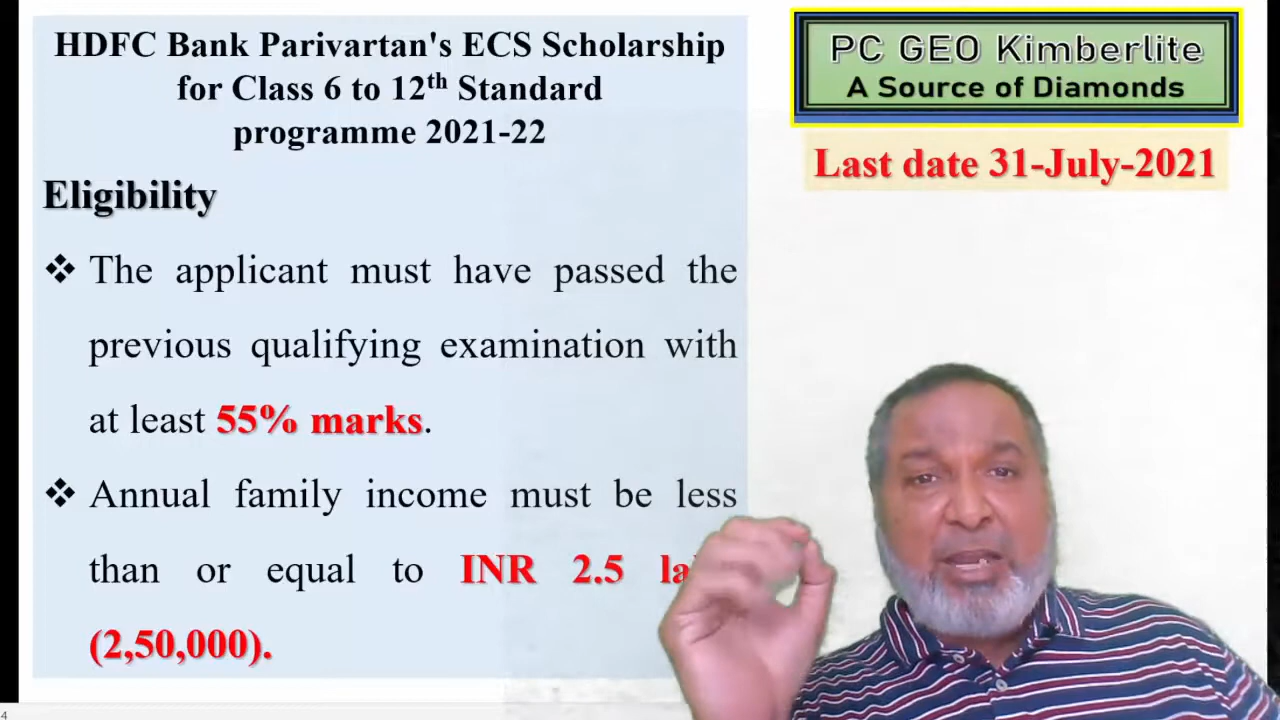 HDFC Bank Parivartan's ECS Scholarship
for Class 6 to 12th Standard
programme 2021-22
Eligibility
❖ The applicant must have passed the
previous qualifying examination with
at least 55% marks.
❖ Annual family income must be less
than or equal to INR 2.5
(2,50,000).
PC GEO Kimberlite
A Source of Diamonds
Last date 31-July-2021
4